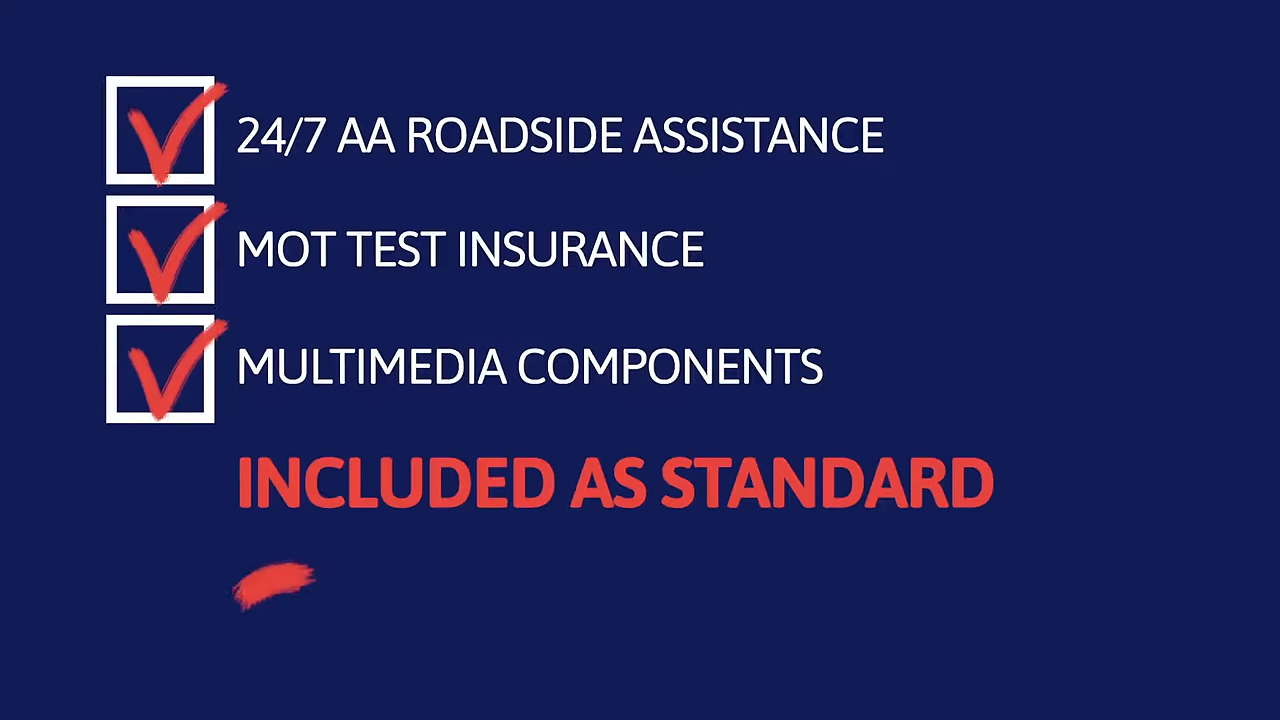 24/7 AA ROADSIDE ASSISTANCE
MOT TEST INSURANCE
MULTIMEDIA COMPONENTS
INCLUDED AS STANDARD